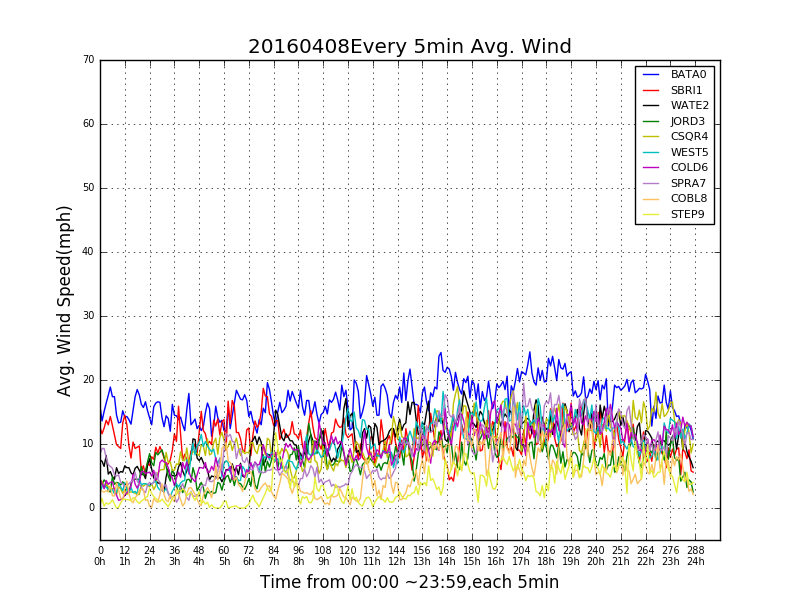 20160408Every 5min Avg. Wind
Avg. Wind Speed(mph)
70
60
50
40
30
20
10
0
BATA0
SBRI1
WATE2
JORD3
CSQR4
WEST5
COLD6
SPRA7
COBL8
STEP9
0 12 24 36 48 60 72 84 96 108 120 132 144 156 168 180 192 204 216 228 240 252 264 276 288
0h 1h 2h 3h 4h 5h 6h 7h 8h 9h 10h 11h 12h 13h 14h 15h 16h 17h 18h 19h 20h 21h 22h 23h 24h
Time from 00:00 ~23:59,each 5min